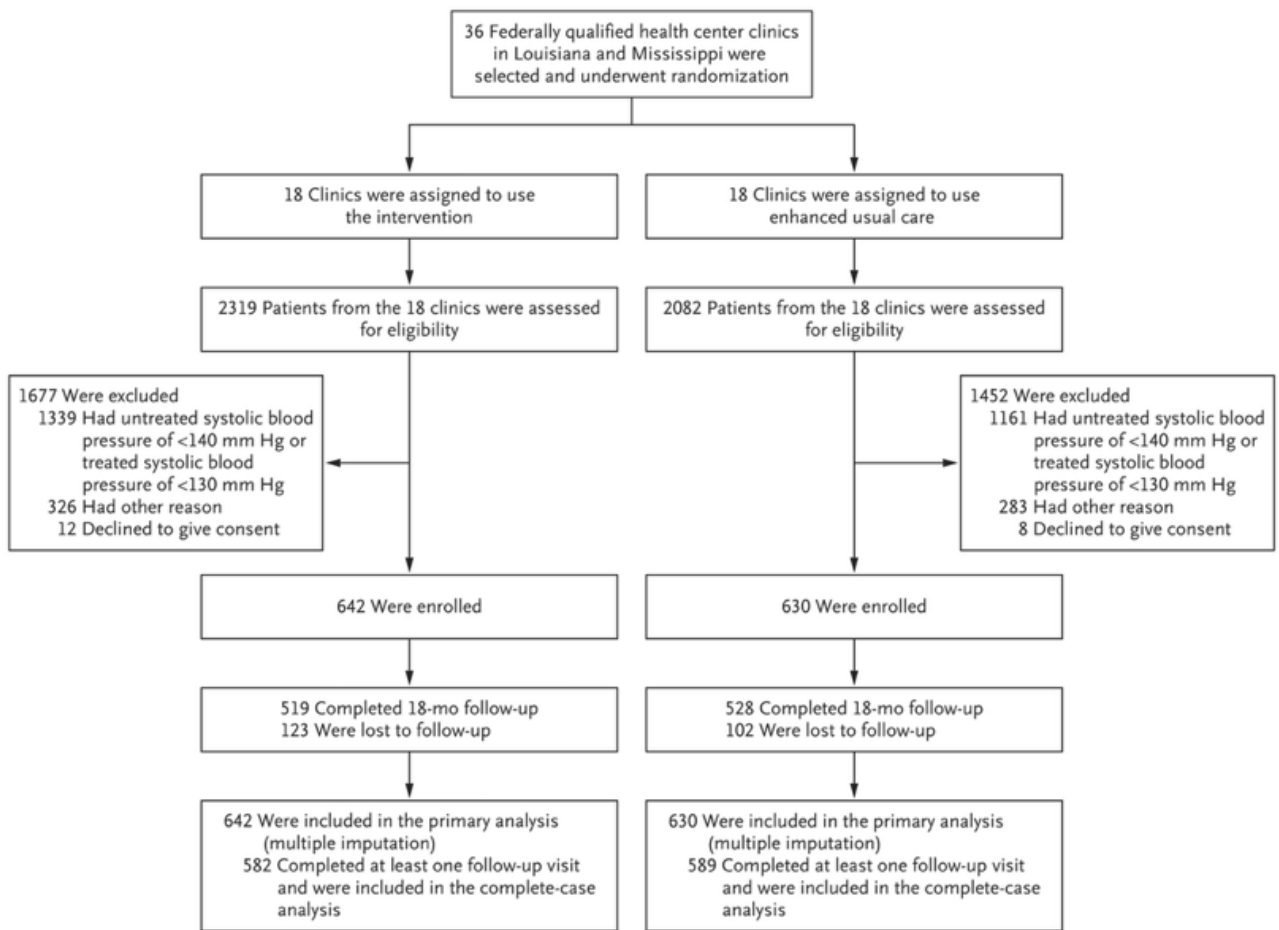 36 Federally qualified health center clinics
in Louisiana and Mississippi were
selected and underwent randomization
18 Clinics were assigned to use
the intervention
18 Clinics were assigned to use
enhanced usual care
2319 Patients from the 18 clinics were assessed
for eligibility
2082 Patients from the 18 clinics were assessed
for eligibility
1677 Were excluded
1339 Had untreated systolic blood
pressure of <140 mm Hg or
treated systolic blood
pressure of <130 mm Hg
326 Had other reason
12 Declined to give consent
1452 Were excluded
1161 Had untreated systolic blood
pressure of <140 mm Hg or
treated systolic blood
pressure of <130 mm Hg
283 Had other reason
8 Declined to give consent
642 Were enrolled
630 Were enrolled
519 Completed 18-mo follow-up
123 Were lost to follow-up
528 Completed 18-mo follow-up
102 Were lost to follow-up
642 Were included in the primary analysis
(multiple imputation)
582 Completed at least one follow-up visit
and were included in the complete-case
analysis
630 Were included in the primary analysis
(multiple imputation)
589 Completed at least one follow-up visit
and were included in the complete-case
analysis